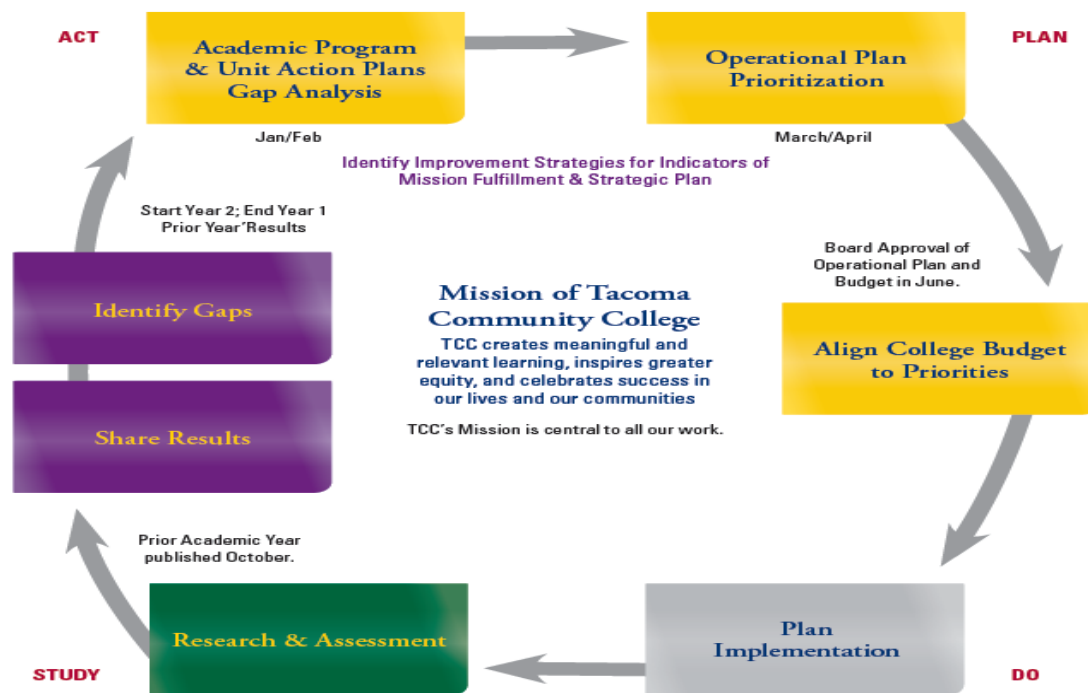 ACT
Academic Program
& Unit Action Plans
Gap Analysis
Jan/Feb
Operational Plan
Prioritization
PLAN
March/April
Identify Improvement Strategies for Indicators of
Mission Fulfillment & Strategic Plan
Start Year 2; End Year 1
Prior Year'Results
Identify Gaps
Share Results
Mission of Tacoma
Community College
TCC creates meaningful and
relevant learning, inspires greater
equity, and celebrates success in
our lives and our communities
TCC's Mission is central to all our work.
Board Approval of
Operational Plan and
Budget in June.
Align College Budget
to Priorities
Prior Academic Year
published October.
Research & Assessment
STUDY
Plan
Implementation
DO